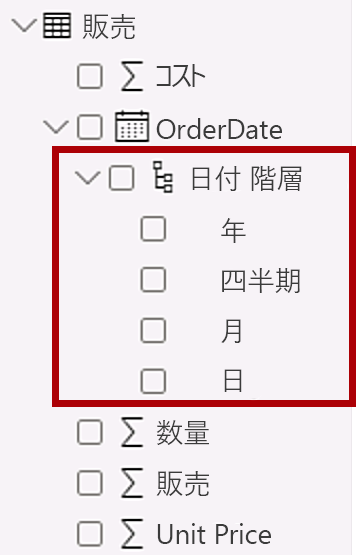 販売
コスト
OrderDate
日付 階層
年
四半期
月
日
数量
販売
Unit Price